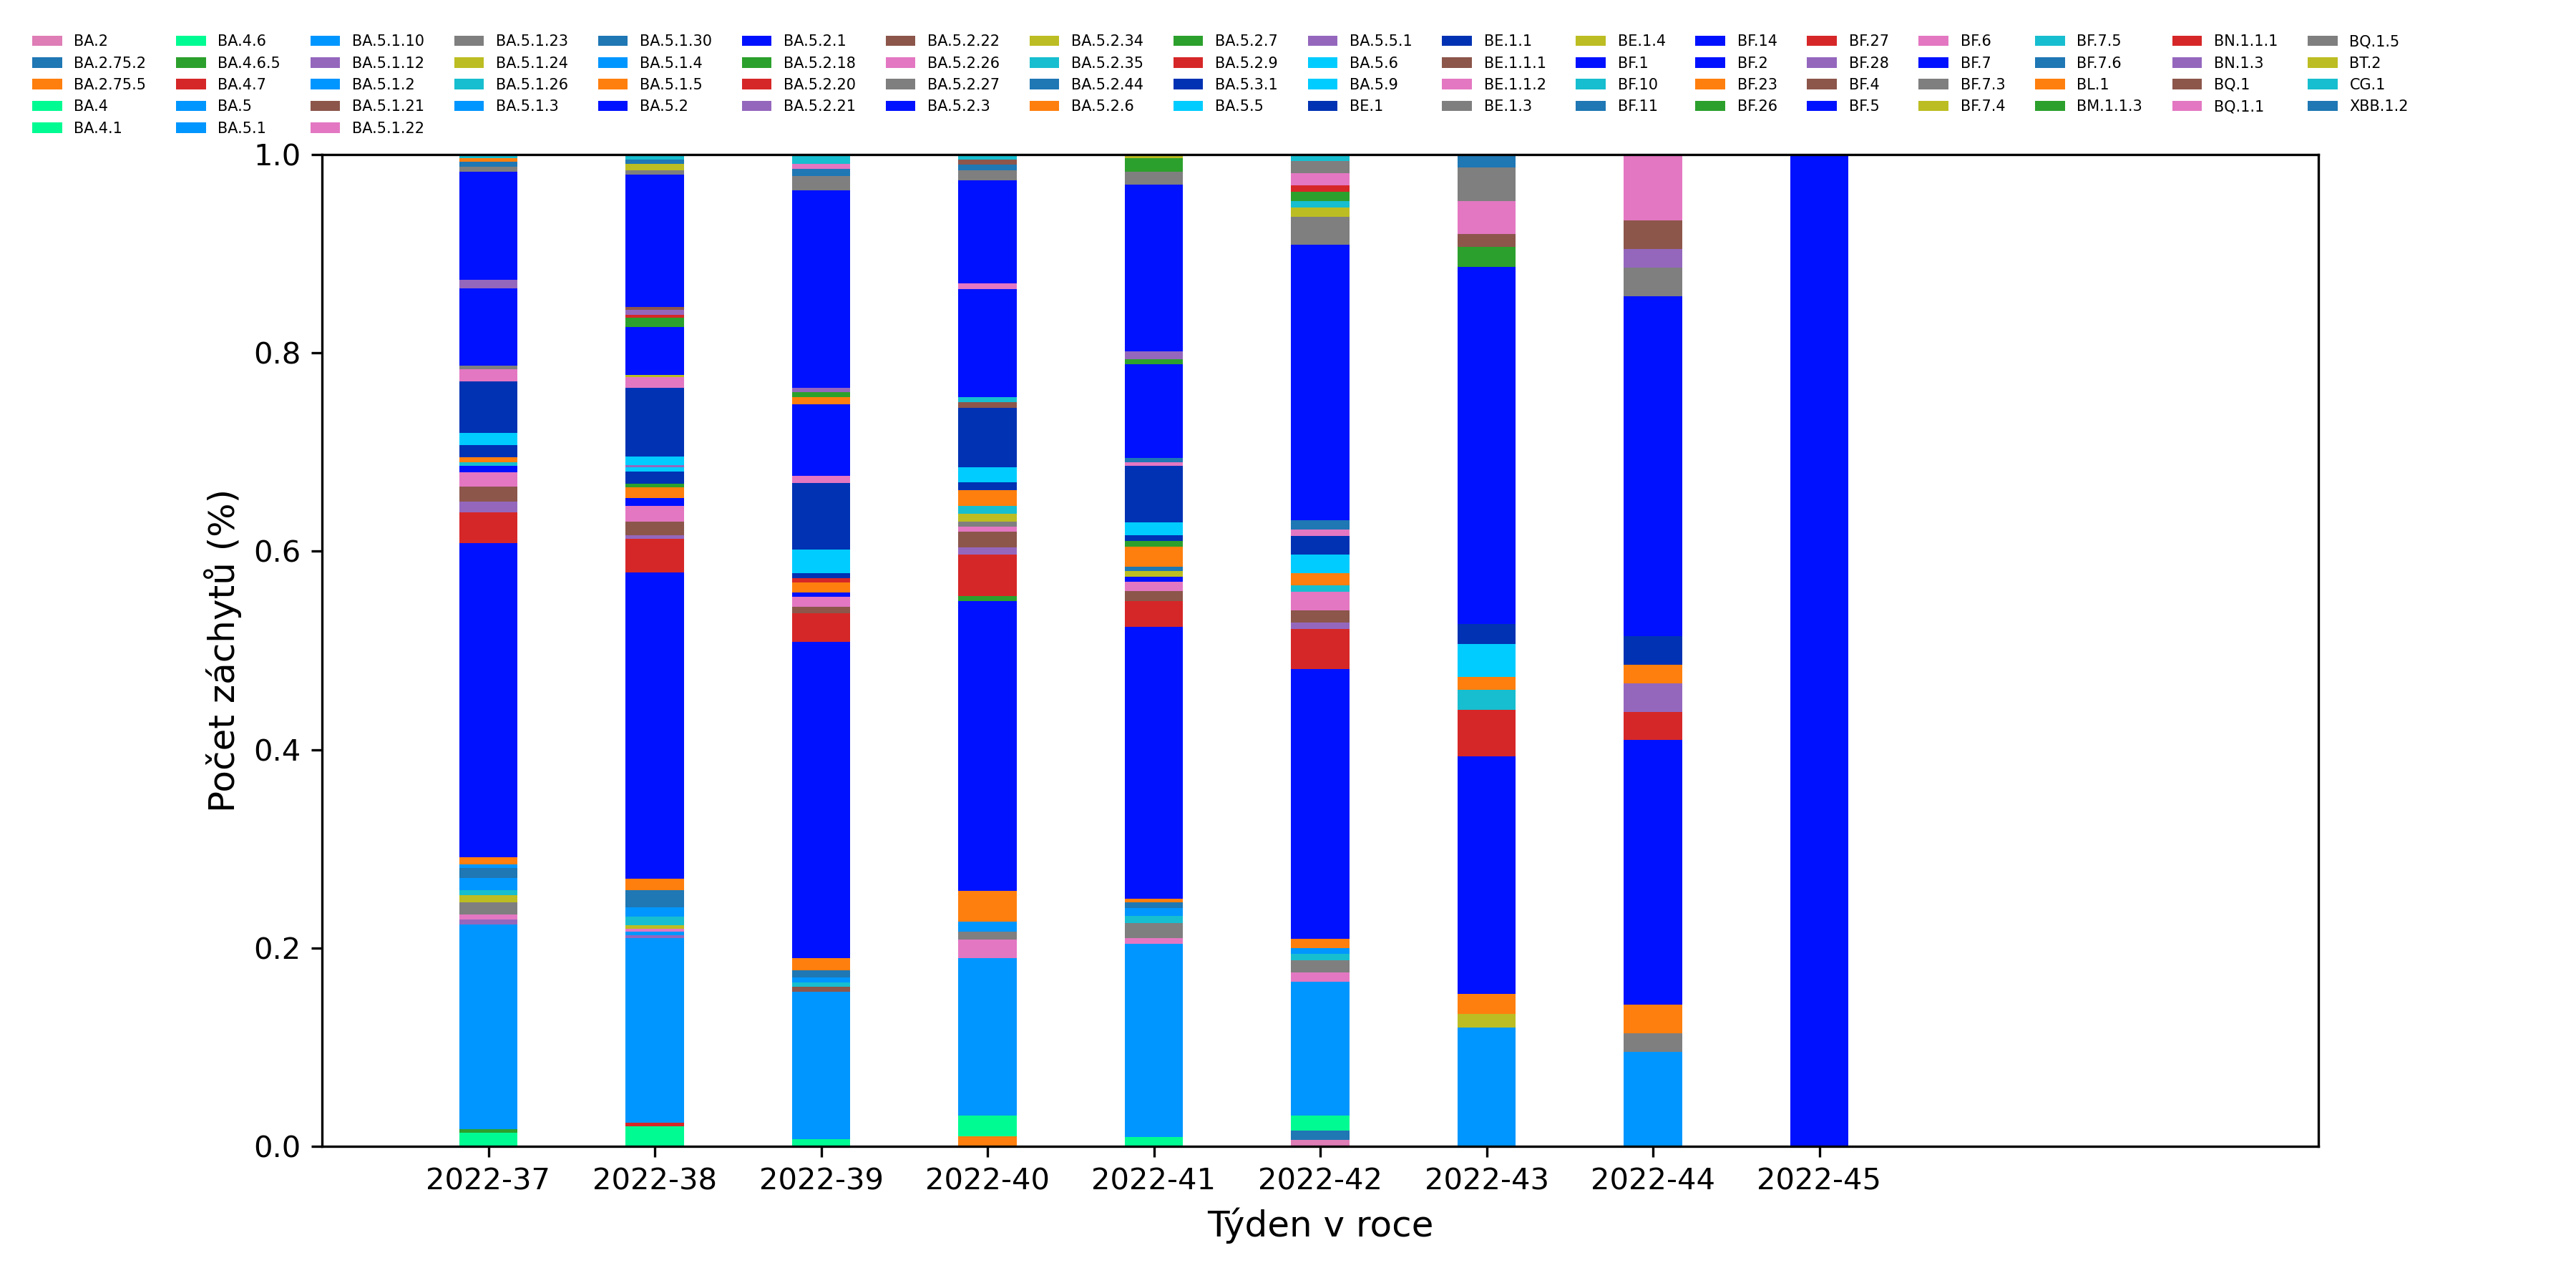 BA.2 BA.4.6 BA.5.1.10 BA.5.1.23 BA.5.1.30 BA.5.2.1 BA.5.2.22 BA.5.2.34 BA.5.2.7 BA.5.5.1 BE.1.1 BE.1.4 BF.14 BF.27 BF.6 BF.7.5 BN.1.1.1 BQ.1.5
BA.2.75.2 BA.4.6.5 BA.5.1.12 BA.5.1.24 BA.5.1.4 BA.5.2.18 BA.5.2.26 BA.5.2.35 BA.5.2.9 BA.5.6 BE.1.1.1 BF.1 BF.2 BF.28 BF.7 BF.7.6 BN.1.3 BT.2
BA.2.75.5 BA.4.7 BA.5.1.2 BA.5.1.26 BA.5.1.5 BA.5.2.20 BA.5.2.27 BA.5.2.44 BA.5.3.1 BA.5.9 BE.1.1.2 BF.10 BF.23 BF.4 BF.7.3 BL.1 BQ.1 CG.1
BA.4 BA.5 BA.5.1.21 BA.5.1.3 BA.5.2 BA.5.2.21 BA.5.2.3 BA.5.2.6 BA.5.5 BE.1 BE.1.3 BF.11 BF.26 BF.5 BF.7.4 BM.1.1.3 BQ.1.1 XBB.1.2
BA.4.1 BA.5.1 BA.5.1.22
1.0
0.8
0.6
0.4
0.2
0.0
Počet záchytů (%)
2022-37 2022-38 2022-39 2022-40 2022-41 2022-42 2022-43 2022-44 2022-45
Týden v roce